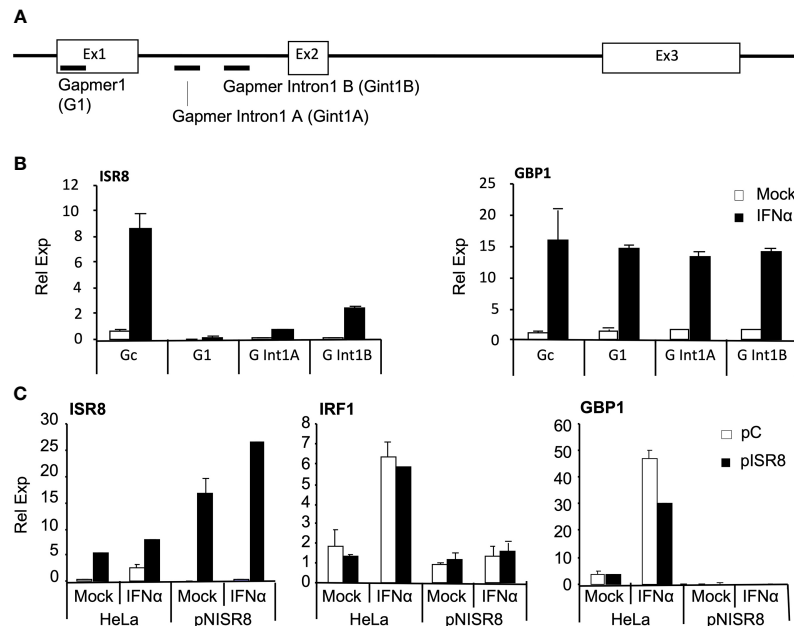 A
Ex1
Ex2
Ex3
Gapmer1
(G1)
Gapmer Intron1 B (Gint1B)
Gapmer Intron1 A (Gint1A)
B
ISR8
12
10
8
6
4
2
0
Rel Exp
Gc
G1
G Int1A
G Int1B
GBP1
25
20
15
10
5
0
Rel Exp
Gc
G1
G Int1A
G Int1B
Mock
IFNα
C
ISR8
30
25
20
15
10
5
0
Rel Exp
Mock
IFNα
Mock
IFNα
HeLa
pNISR8
IRF1
8
7
6
5
4
3
2
1
0
Mock
IFNα
Mock
IFNα
HeLa
pNISR8
GBP1
60
50
40
30
20
10
0
Mock
IFNα
Mock
IFNα
HeLa
pNISR8
pC
pISR8